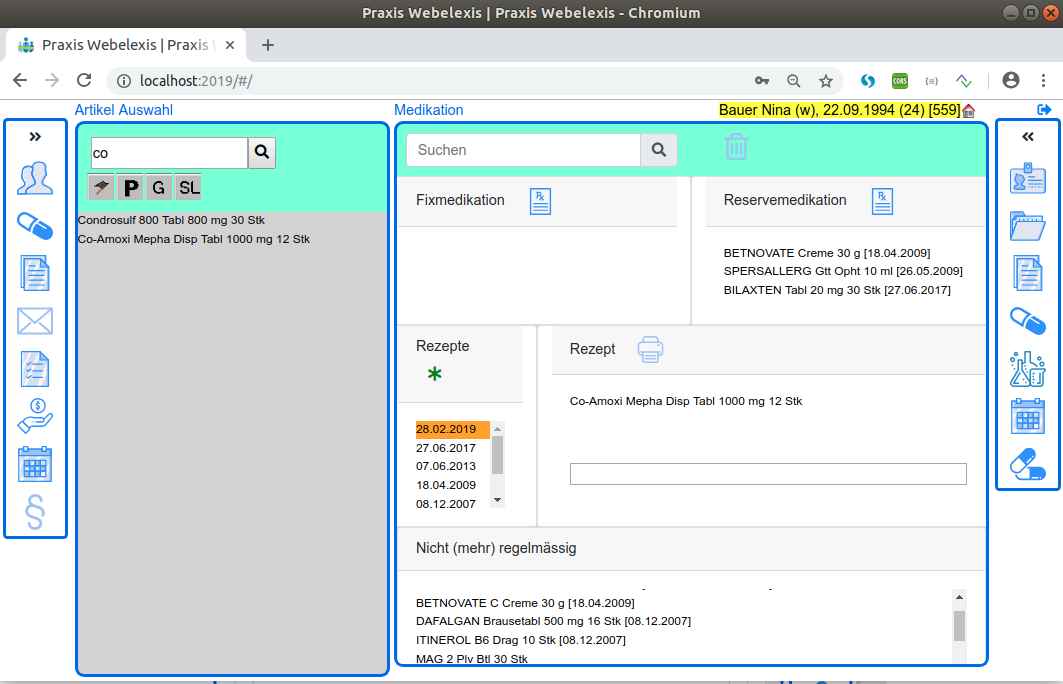 Praxis Webelexis | Praxis Webelexis - Chromium
Praxis Webelexis | Praxis
localhost:2019/#/
CORS
Artikel Auswahl
Medikation
Bauer Nina (w), 22.09.1994 (24) [559]
co
P G SL
Condrosulf 800 Tabl 800 mg 30 Stk
Co-Amoxi Mepha Disp Tabl 1000 mg 12 Stk
Suchen
Fixmedikation
Reservemedikation
BETNOVATE Creme 30 g [18.04.2009]
SPERSALLERG Gtt Opht 10 ml [26.05.2009]
BILAXTEN Tabl 20 mg 30 Stk [27.06.2017]
Rezepte
28.02.2019
27.06.2017
07.06.2013
18.04.2009
08.12.2007
Rezept
Co-Amoxi Mepha Disp Tabl 1000 mg 12 Stk
Nicht (mehr) regelmässig
BETNOVATE C Creme 30 g [18.04.2009]
DAFALGAN Brausetabl 500 mg 16 Stk [08.12.2007]
ITINEROL B6 Drag 10 Stk [08.12.2007]
MAG 2 Plv Btl 30 Stk